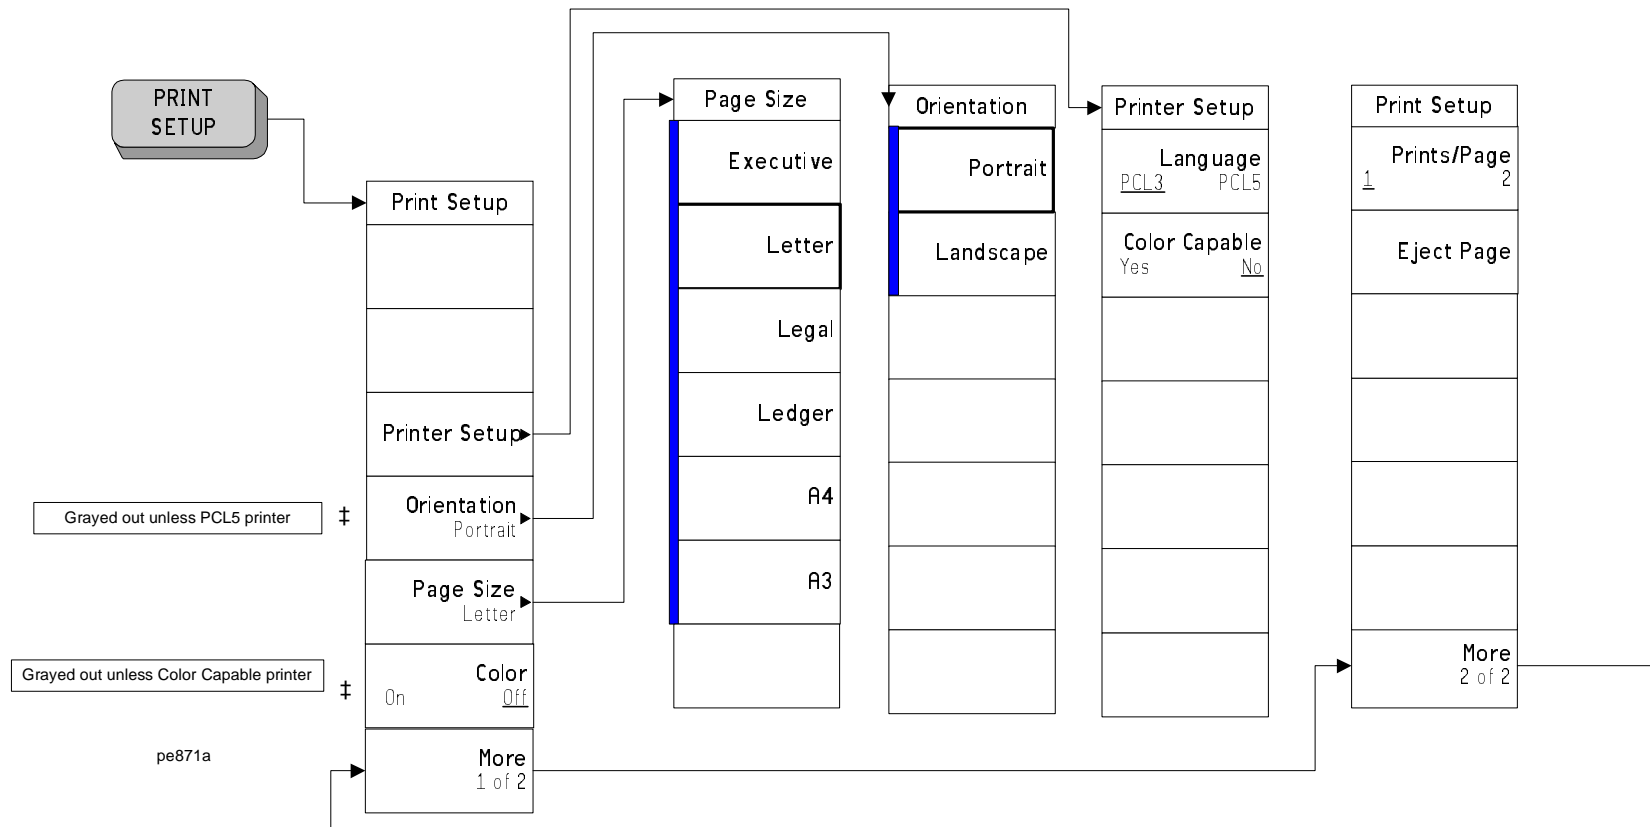 PRINT
SETUP
Print Setup
Printer Setup
Orientation
Portrait
Page Size
Letter
Color
On Off
More
1 of 2
Grayed out unless PCL5 printer
‡
Grayed out unless Color Capable printer
‡
pe871a
Page Size
Executive
Letter
Legal
Ledger
A4
A3
Orientation
Portrait
Landscape
Printer Setup
Language
PCL3 PCL5
Color Capable
Yes No
Print Setup
Prints/Page
1 2
Eject Page
More
2 of 2